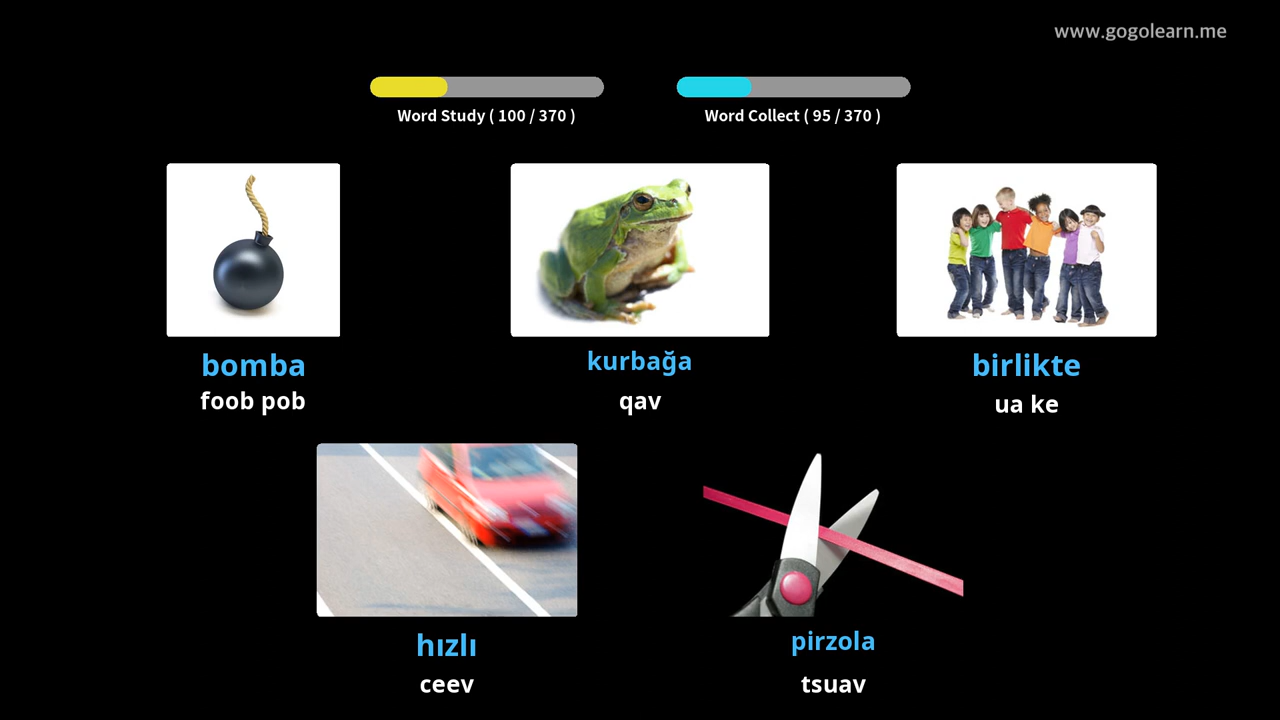 www.gogolearn.me
Word Study ( 100 / 370 )
Word Collect ( 95 / 370 )
bomba
foob pob
kurbağa
qav
birlikte
ua ke
hızlı
ceev
pirzola
tsuav